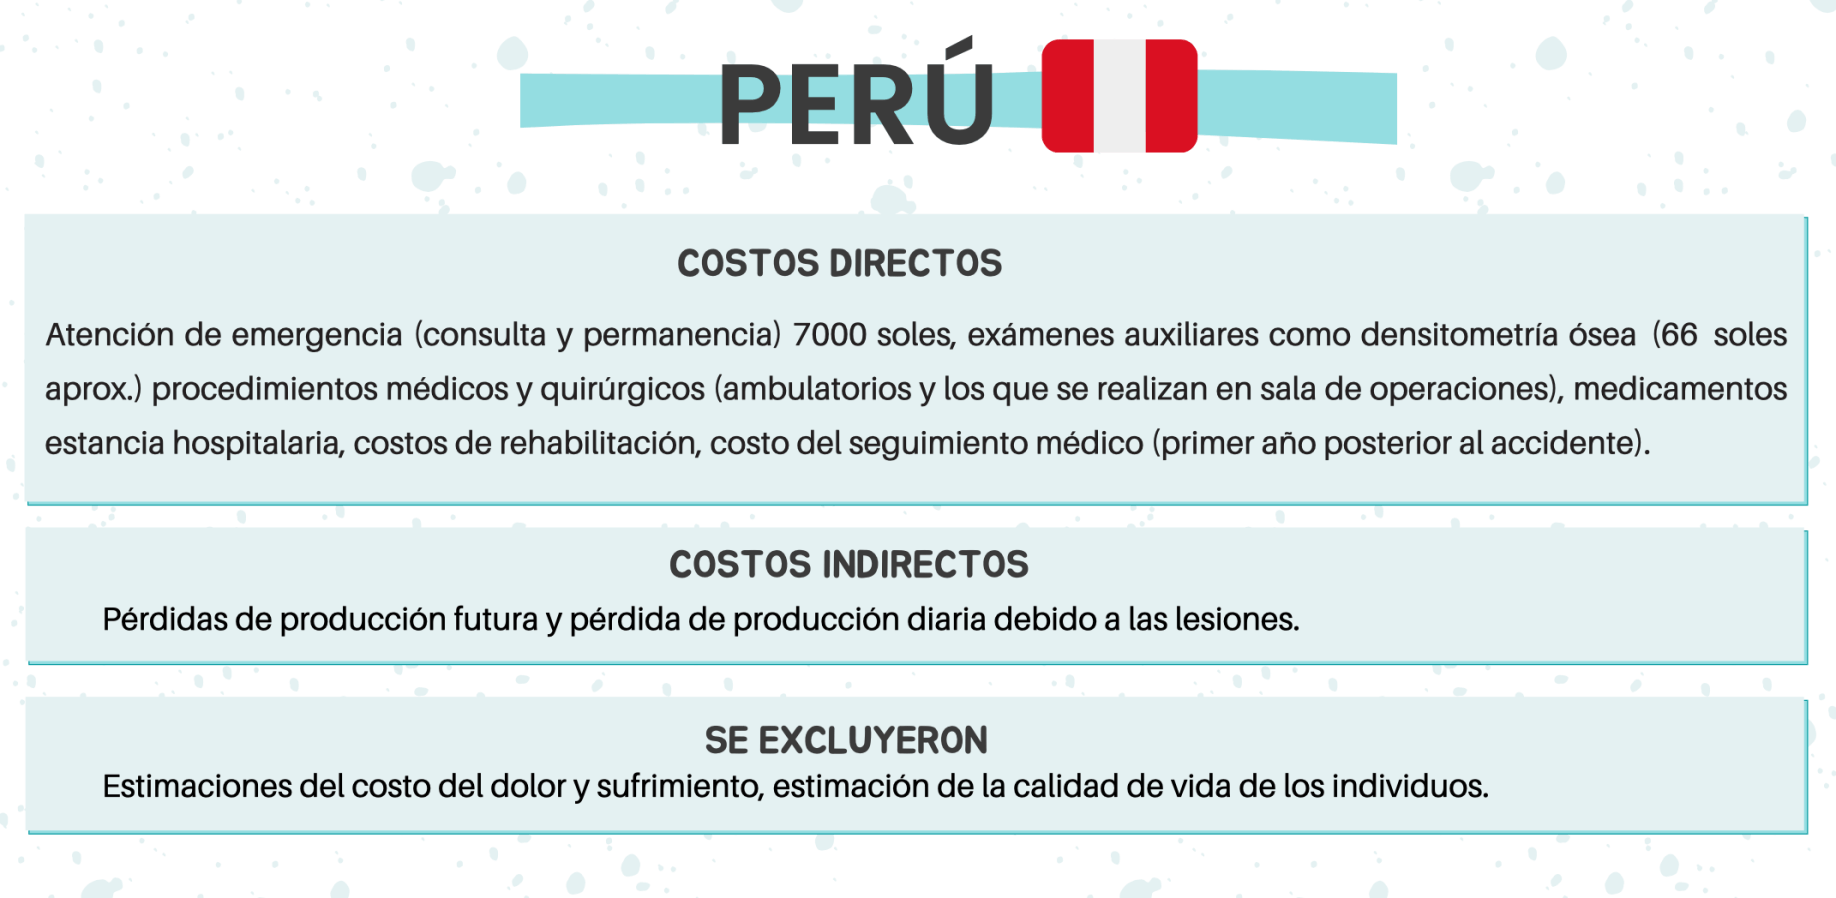 PERÚ
COSTOS DIRECTOS
Atención de emergencia (consulta y permanencia) 7000 soles, exámenes auxiliares como densitometría ósea (66 soles
aprox.) procedimientos médicos y quirúrgicos (ambulatorios y los que se realizan en sala de operaciones), medicamentos
estancia hospitalaria, costos de rehabilitación, costo del seguimiento médico (primer año posterior al accidente).
COSTOS INDIRECTOS
Pérdidas de producción futura y pérdida de producción diaria debido a las lesiones.
SE EXCLUYERON
Estimaciones del costo del dolor y sufrimiento, estimación de la calidad de vida de los individuos.